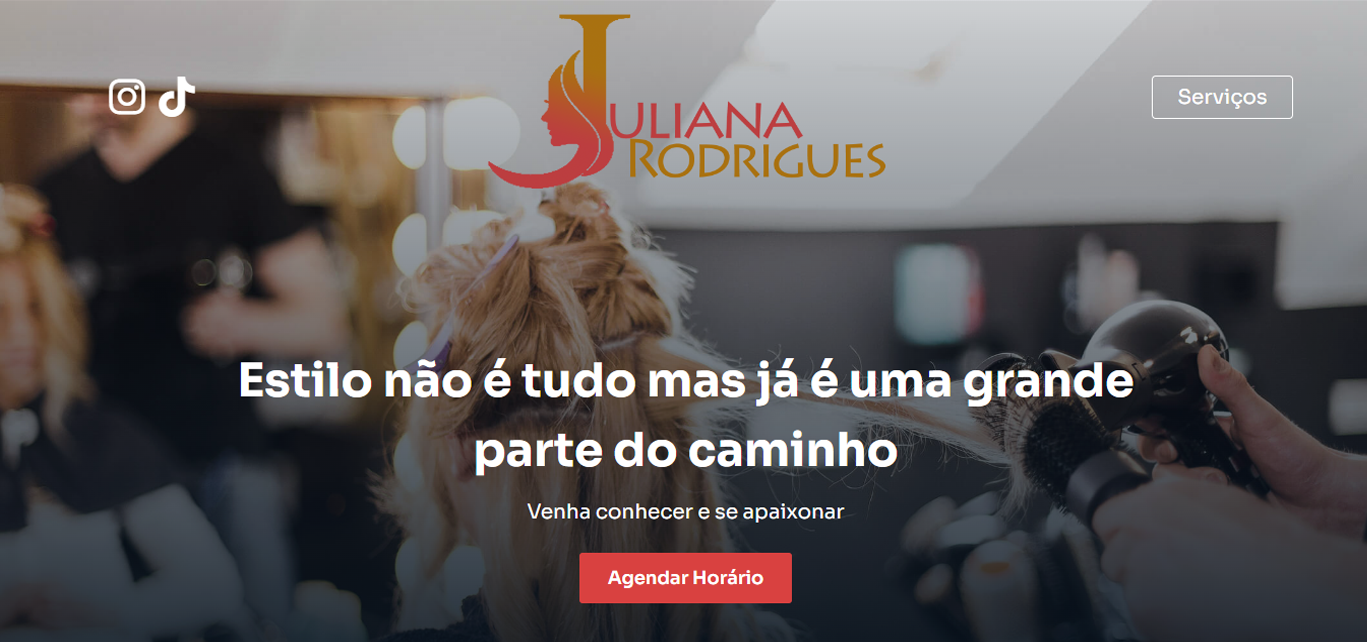 JULIANA
RODRIGUES
Serviços
Estilo não é tudo mas já é uma grande
parte do caminho
Venha conhecer e se apaixonar
Agendar Horário